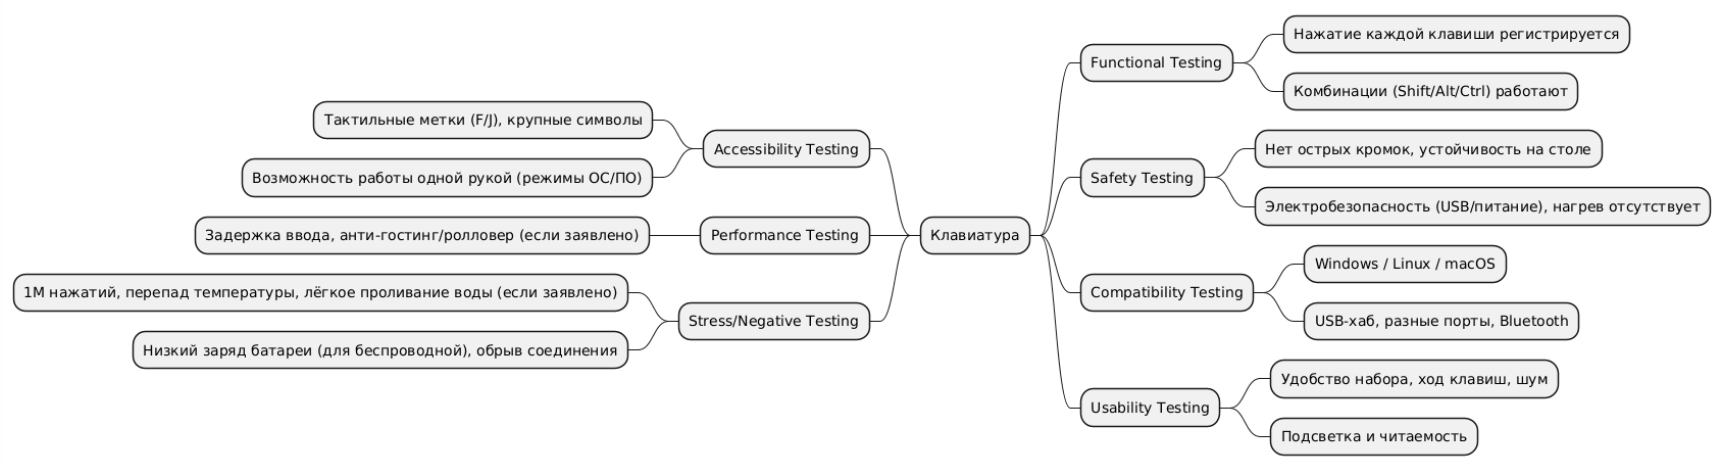 Клавиатура
Functional Testing
Нажатие каждой клавиши регистрируется
Комбинации (Shift/Alt/Ctrl) работают
Safety Testing
Нет острых кромок, устойчивость на столе
Электробезопасность (USB/питание), нагрев отсутствует
Compatibility Testing
Windows / Linux / macOS
USB-хаб, разные порты, Bluetooth
Usability Testing
Удобство набора, ход клавиш, шум
Подсветка и читаемость
Accessibility Testing
Тактильные метки (F/J), крупные символы
Возможность работы одной рукой (режимы ОС/ПО)
Performance Testing
Задержка ввода, анти-гостинг/ролловер (если заявлено)
Stress/Negative Testing
1M нажатий, перепад температуры, лёгкое проливание воды (если заявлено)
Низкий заряд батареи (для беспроводной), обрыв соединения